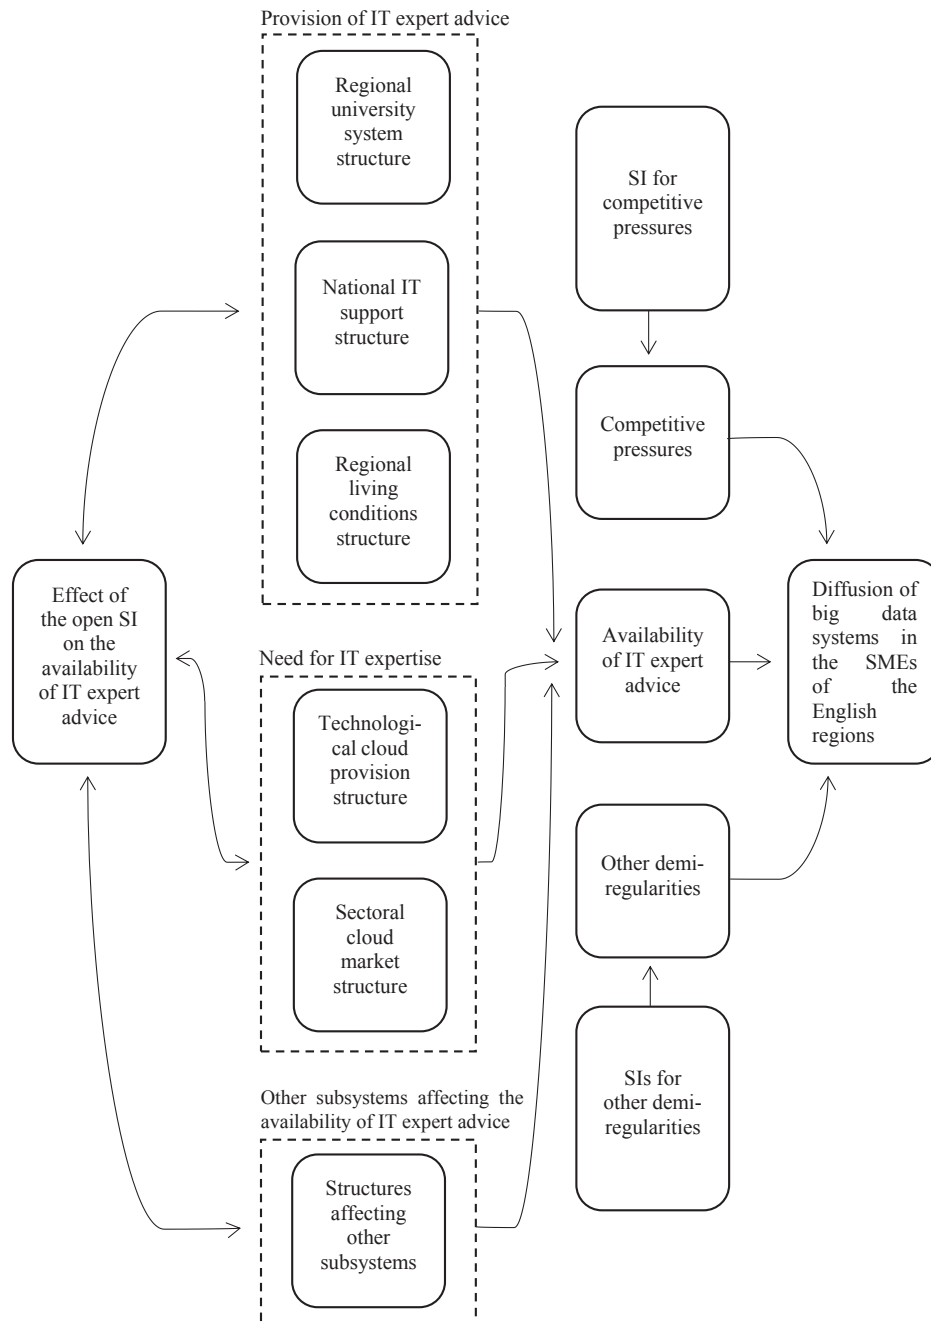 Provision of IT expert advice
Regional
university
system
structure
National IT
support
structure
Regional
living
conditions
structure
SI for
competitive
pressures
Competitive
pressures
Effect of
the open SI
on the
availability
of IT expert
advice
Need for IT expertise
Technologi-
cal cloud
provision
structure
Sectoral
cloud
market
structure
Availability
of IT expert
advice
Diffusion of
big data
systems in
the SMEs
of the
English
regions
Other demi-
regularities
SIs for
other demi-
regularities
Other subsystems affecting the
availability of IT expert advice
Structures
affecting
other
subsystems